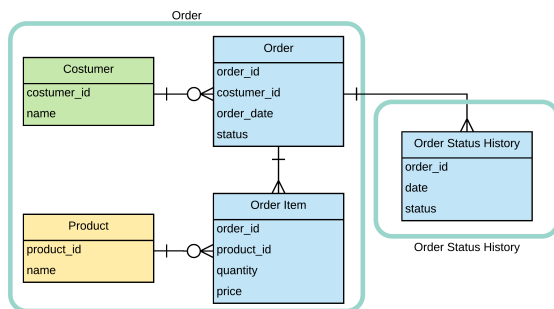 Order
Costumer
costumer_id
name
Order
order_id
costumer_id
order_date
status
Order Status History
order_id
date
status
Order Status History
Product
product_id
name
Order Item
order_id
product_id
quantity
price